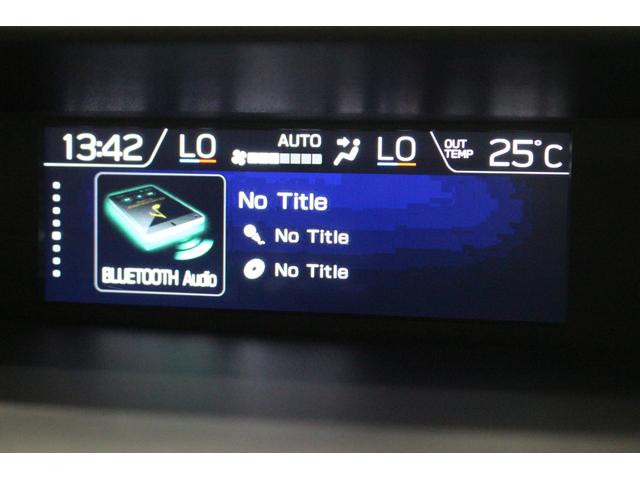 13:42 LO AUTO LO OUT TEMP 25°C
No Title
No Title
No Title
BLUETOOTH Audio